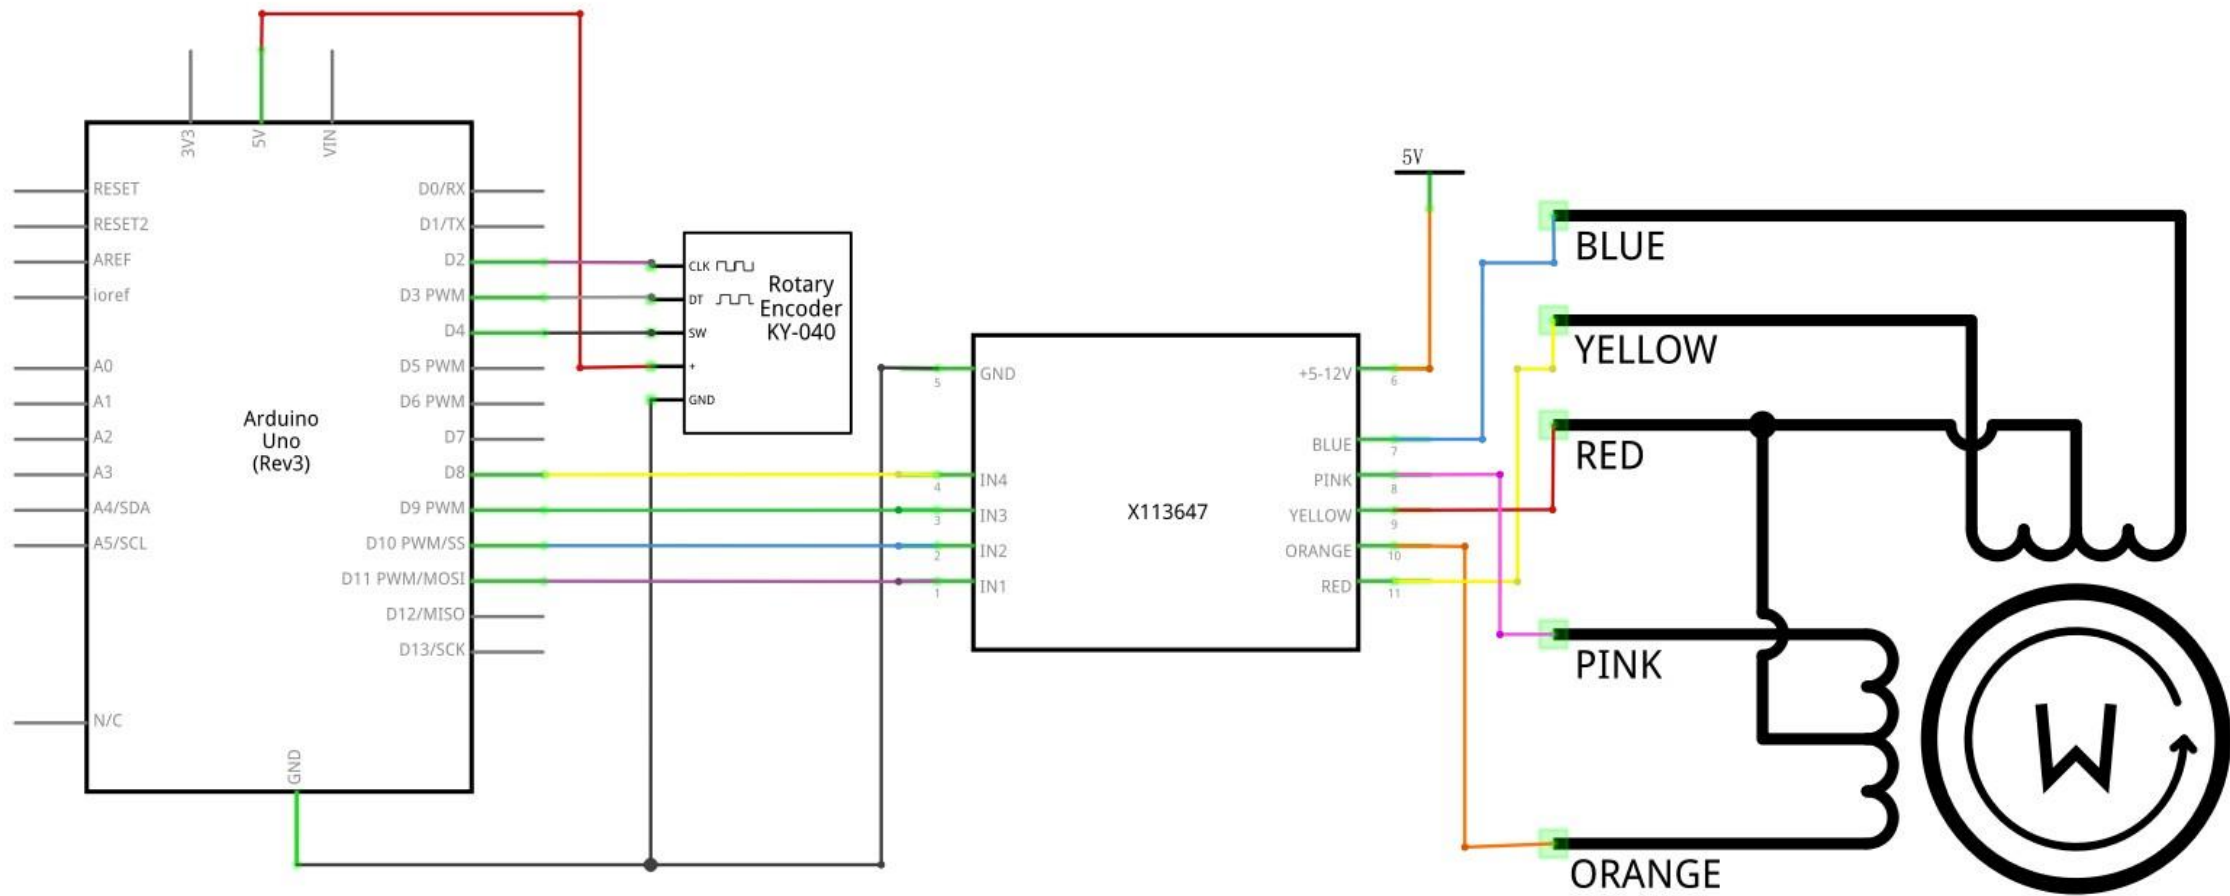 3V3
5V
VIN
RESET
RESET2
AREF
ioref
A0
A1
A2
A3
A4/SDA
A5/SCL
N/C
Arduino
Uno
(Rev3)
D0/RX
D1/TX
D2
D3 PWM
D4
D5 PWM
D6 PWM
D7
D8
D9 PWM
D10 PWM/SS
D11 PWM/MOSI
D12/MISO
D13/SCK
GND
CLK
DT
SW
+
GND
Rotary
Encoder
KY-040
5
GND
4
IN4
3
IN3
2
IN2
1
IN1
X113647
5V
+5-12V
6
BLUE
7
PINK
8
YELLOW
9
ORANGE
10
RED
11
BLUE
YELLOW
RED
PINK
ORANGE
M